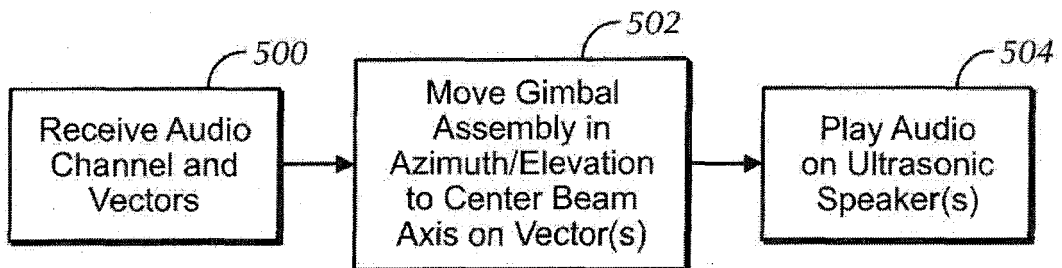 500
Receive Audio
Channel and
Vectors
502
Move Gimbal
Assembly in
Azimuth/Elevation
to Center Beam
Axis on Vector(s)
504
Play Audio
on Ultrasonic
Speaker(s)